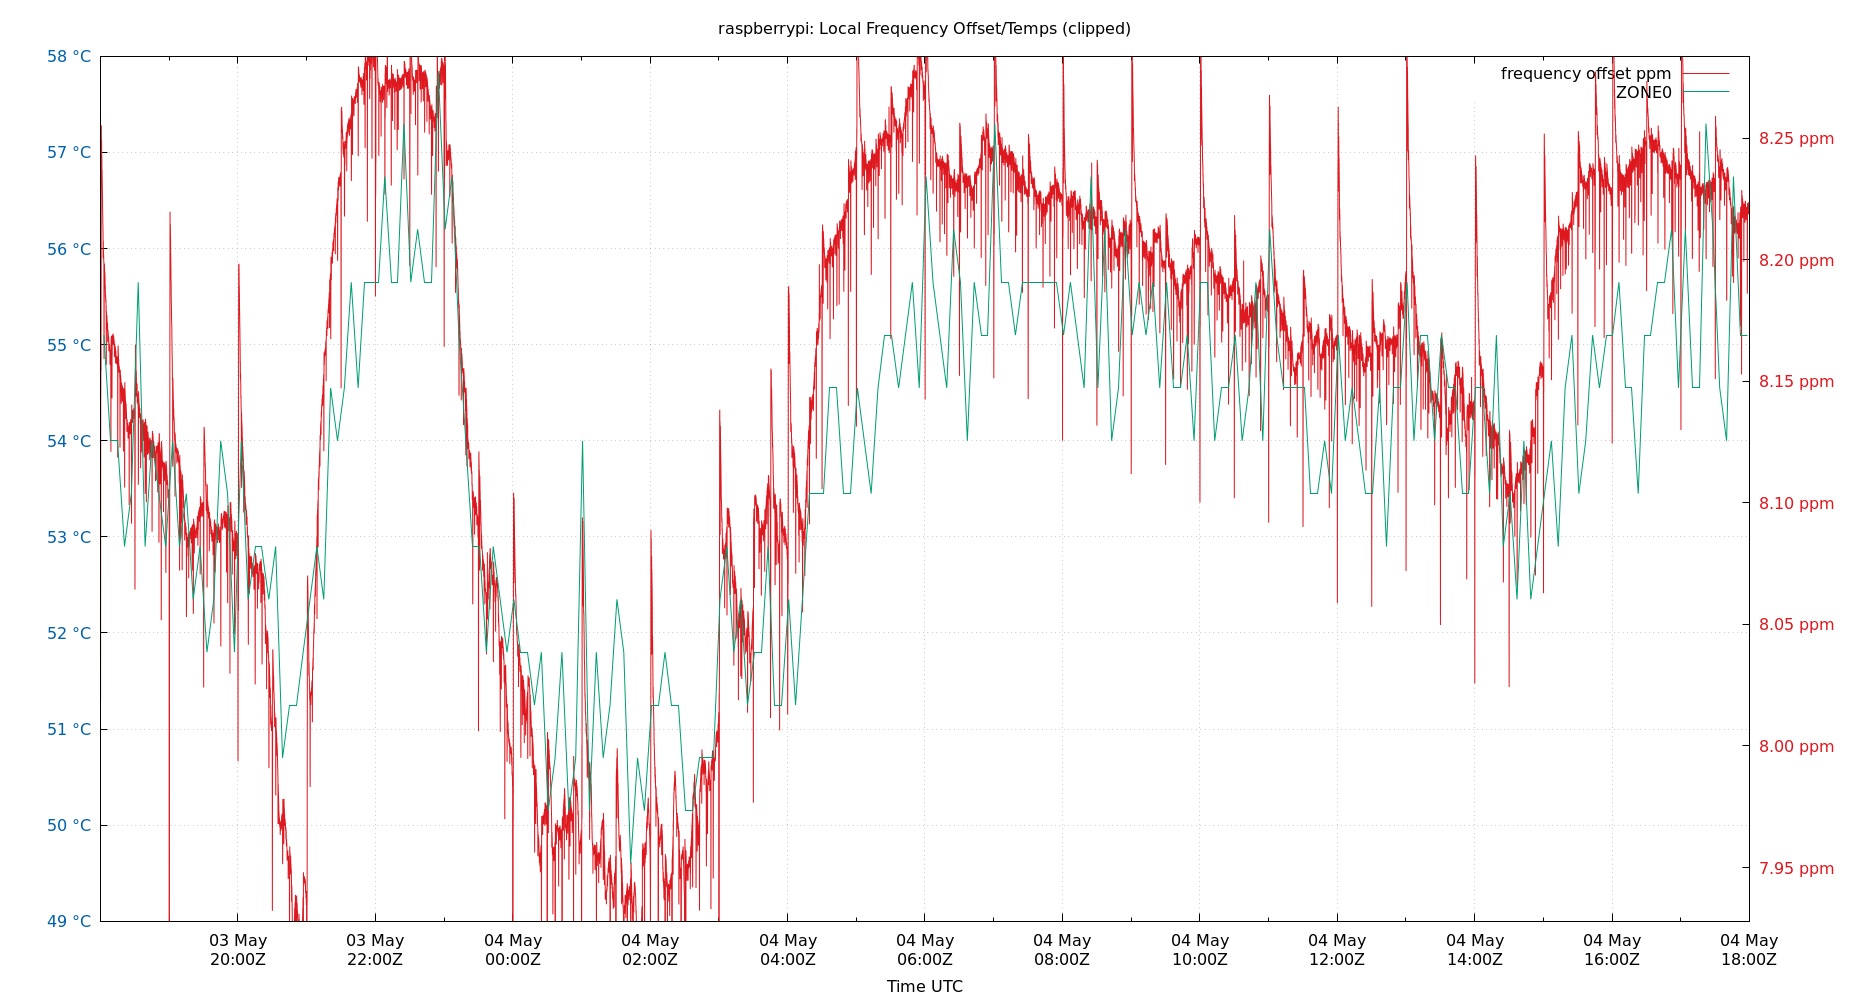 raspberrypi: Local Frequency Offset/Temps (clipped)
58 °C
57 °C
56 °C
55 °C
54 °C
53 °C
52 °C
51 °C
50 °C
49 °C
frequency offset ppm
ZONE0
8.25 ppm
8.20 ppm
8.15 ppm
8.10 ppm
8.05 ppm
8.00 ppm
7.95 ppm
03 May
20:00Z
03 May
22:00Z
04 May
00:00Z
04 May
02:00Z
04 May
04:00Z
04 May
06:00Z
04 May
08:00Z
04 May
10:00Z
04 May
12:00Z
04 May
14:00Z
04 May
16:00Z
04 May
18:00Z
Time UTC